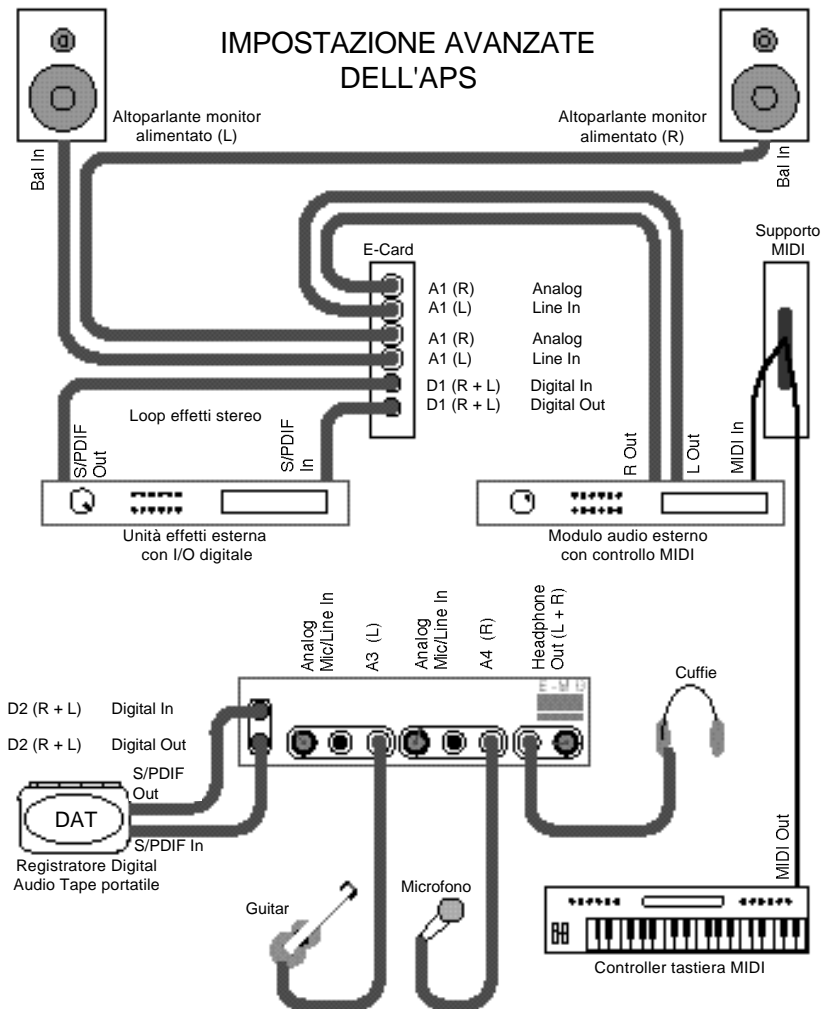 IMPOSTAZIONE AVANZATE
DELL'APS
Altoparlante monitor
alimentato (L)
Altoparlante monitor
alimentato (R)
Bal In
Bal In
Supporto
MIDI
E-Card
A1 (R) Analog
A1 (L) Line In
A1 (R) Analog
A1 (L) Line In
D1 (R + L) Digital In
D1 (R + L) Digital Out
Loop effetti stereo
S/PDIF
Out
S/PDIF
In
R Out
L Out
MIDI In
Unità effetti esterna
con I/O digitale
Modulo audio esterno
con controllo MIDI
Analog
Mic/Line In
A3 (L)
Analog
Mic/Line In
A4 (R)
Headphone
Out (L + R)
Cuffie
E-MU
D2 (R + L) Digital In
D2 (R + L) Digital Out
S/PDIF
Out
DAT
S/PDIF In
Registratore Digital
Audio Tape portatile
Guitar
Microfono
MIDI Out
Controller tastiera MIDI